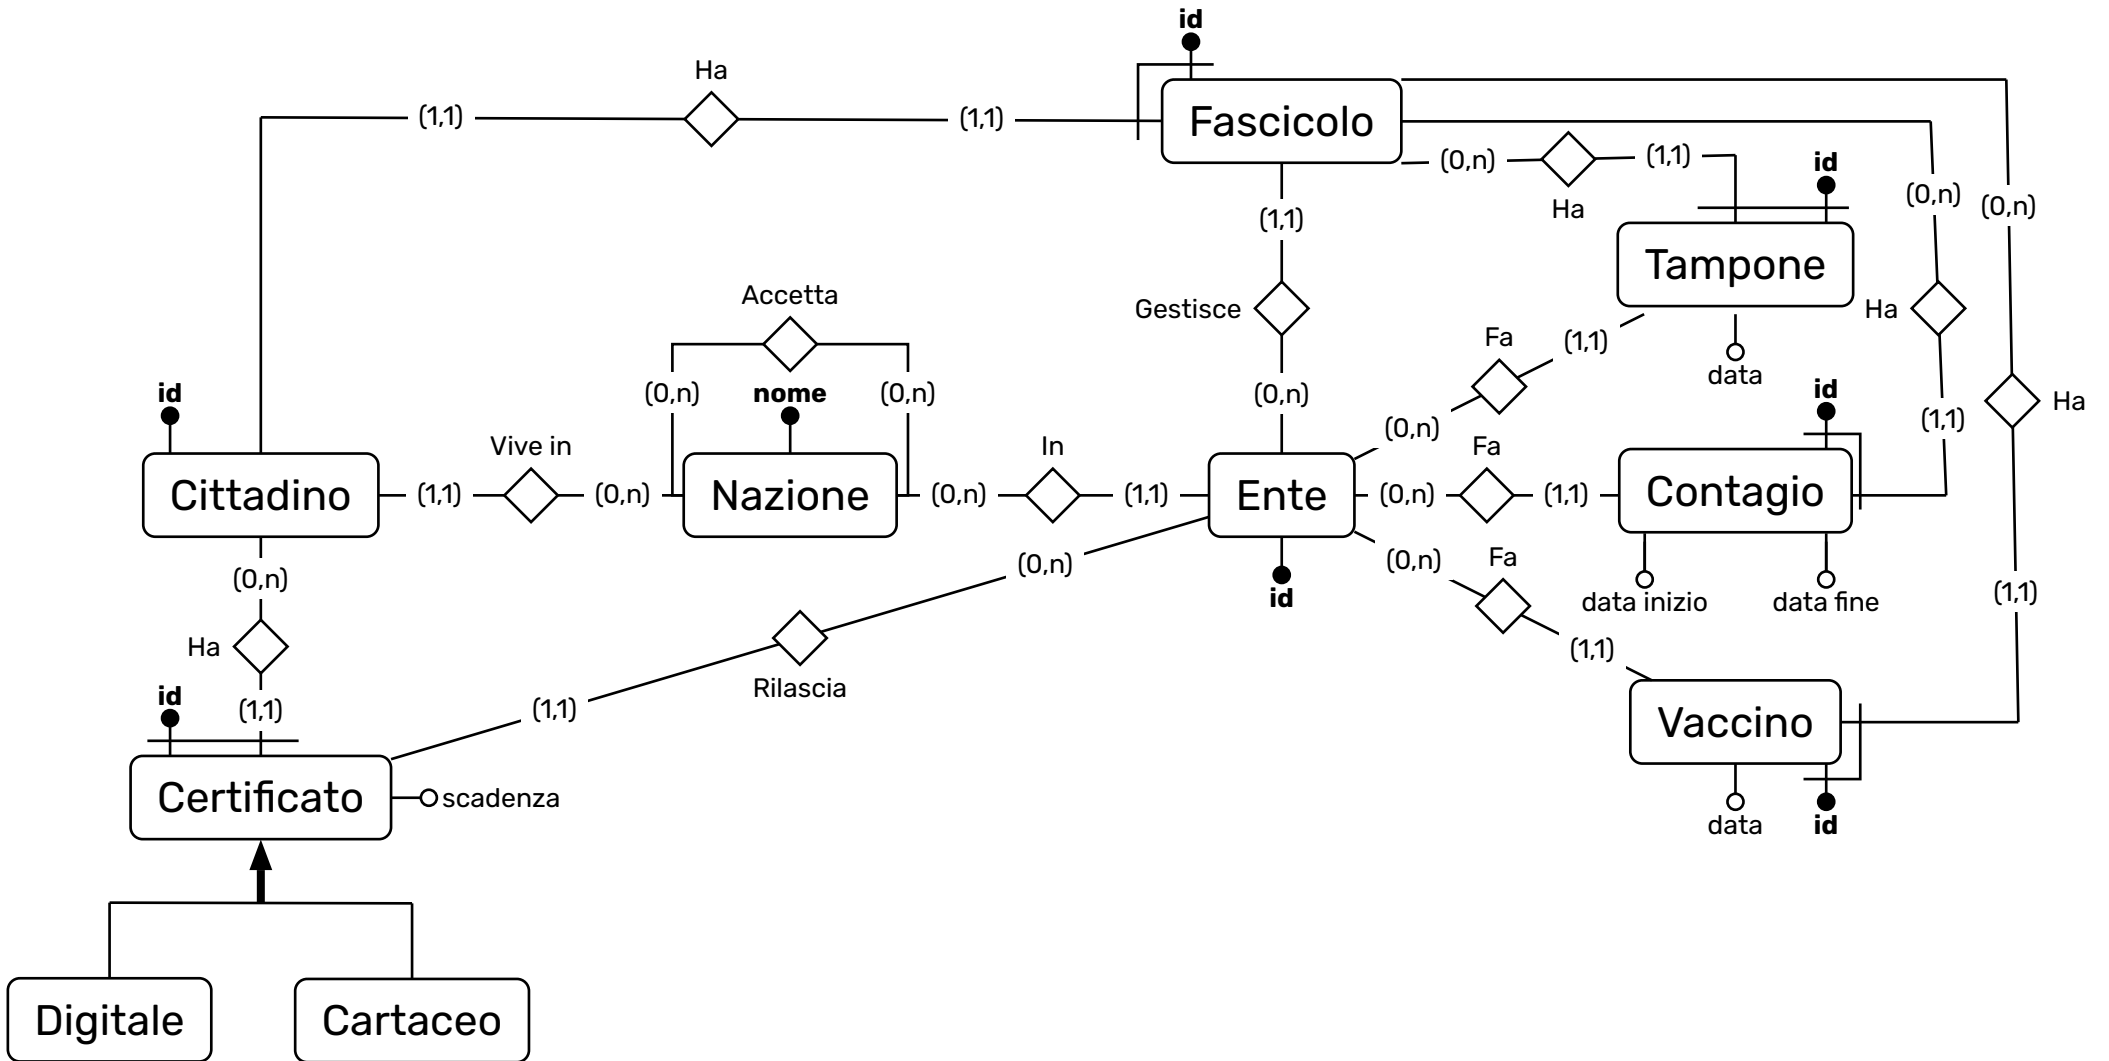 id
Ha
(1,1)
(1,1)
Fascicolo
(0,n)
(1,1)
id
Ha
(0,n)
(0,n)
(1,1)
Tampone
Accetta
Gestisce
Ha
Fa
(1,1)
data
id
(0,n)
nome
(0,n)
(0,n)
id
Ha
(0,n)
(1,1)
Vive in
In
Fa
Cittadino
(1,1)
(0,n)
Nazione
(0,n)
(1,1)
Ente
(0,n)
(1,1)
Contagio
(0,n)
(0,n)
(0,n)
Fa
id
data inizio
data fine
(1,1)
Ha
(1,1)
Rilascia
id
(1,1)
(1,1)
Vaccino
Certificato
scadenza
data
id
Digitale
Cartaceo